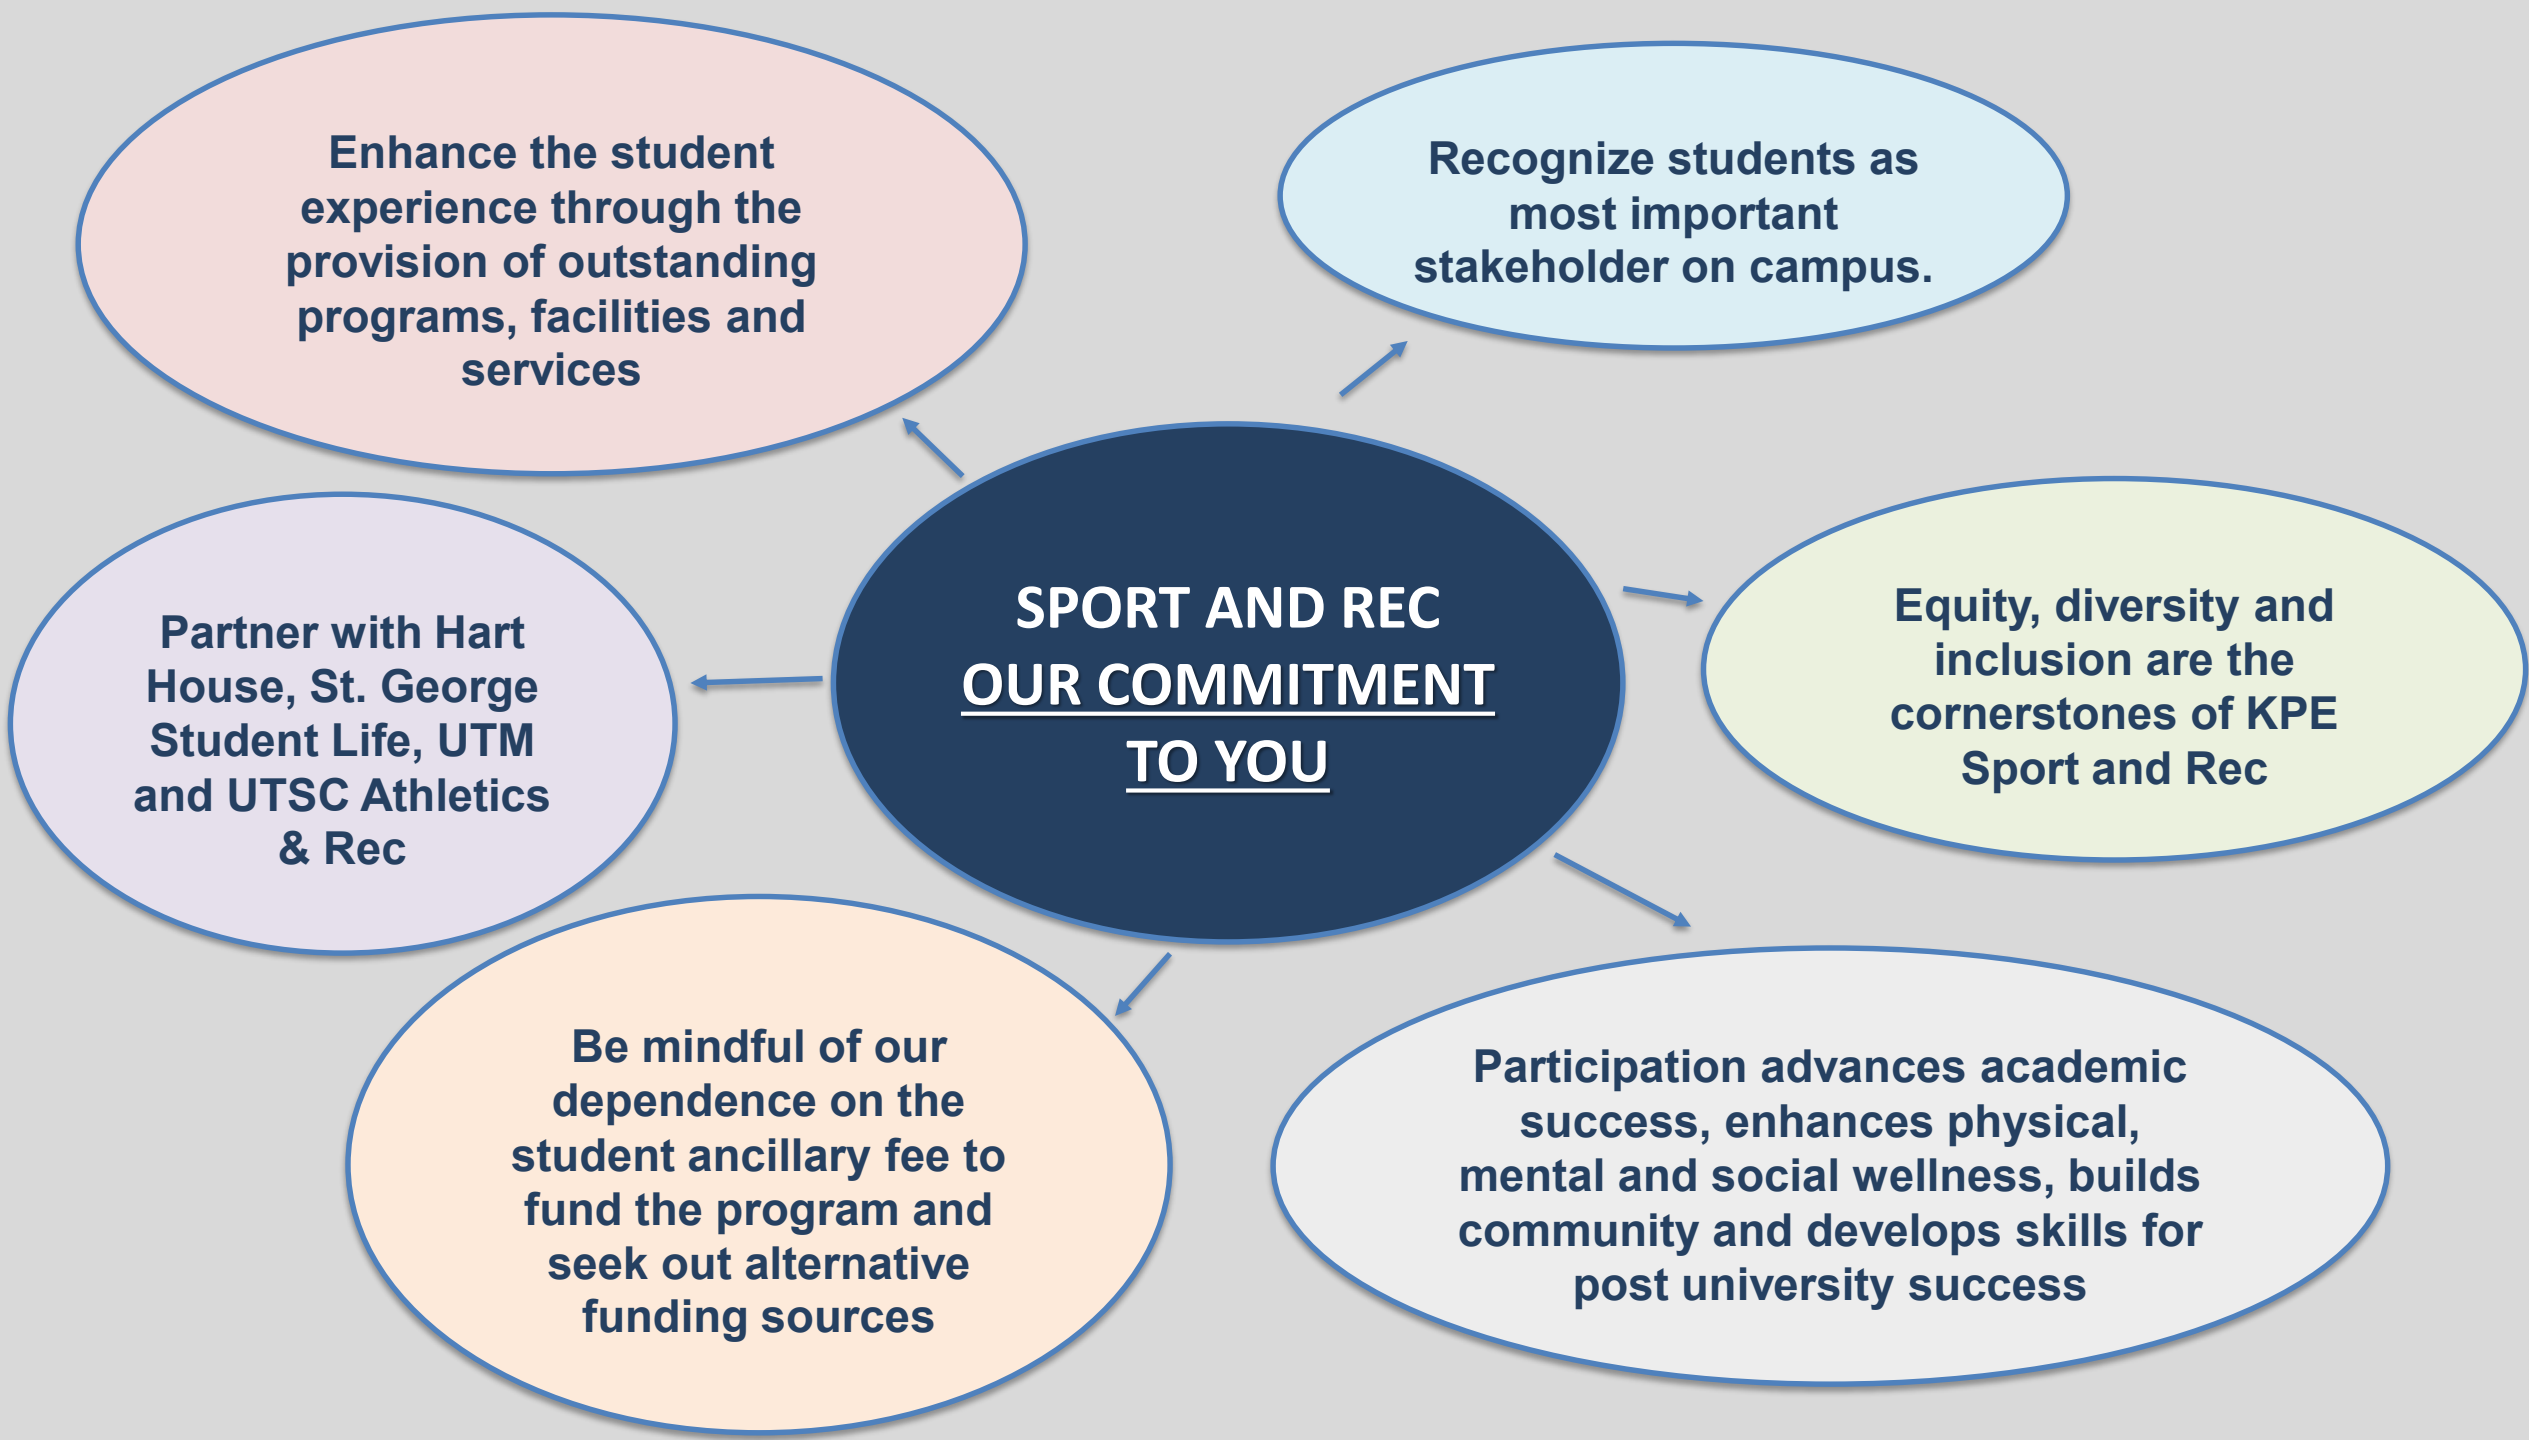 Enhance the student
experience through the
provision of outstanding
programs, facilities and
services
Recognize students as
most important
stakeholder on campus.
SPORT AND REC
OUR COMMITMENT
TO YOU
Equity, diversity and
inclusion are the
cornerstones of KPE
Sport and Rec
Partner with Hart
House, St. George
Student Life, UTM
and UTSC Athletics
& Rec
Be mindful of our
dependence on the
student ancillary fee to
fund the program and
seek out alternative
funding sources
Participation advances academic
success, enhances physical,
mental and social wellness, builds
community and develops skills for
post university success